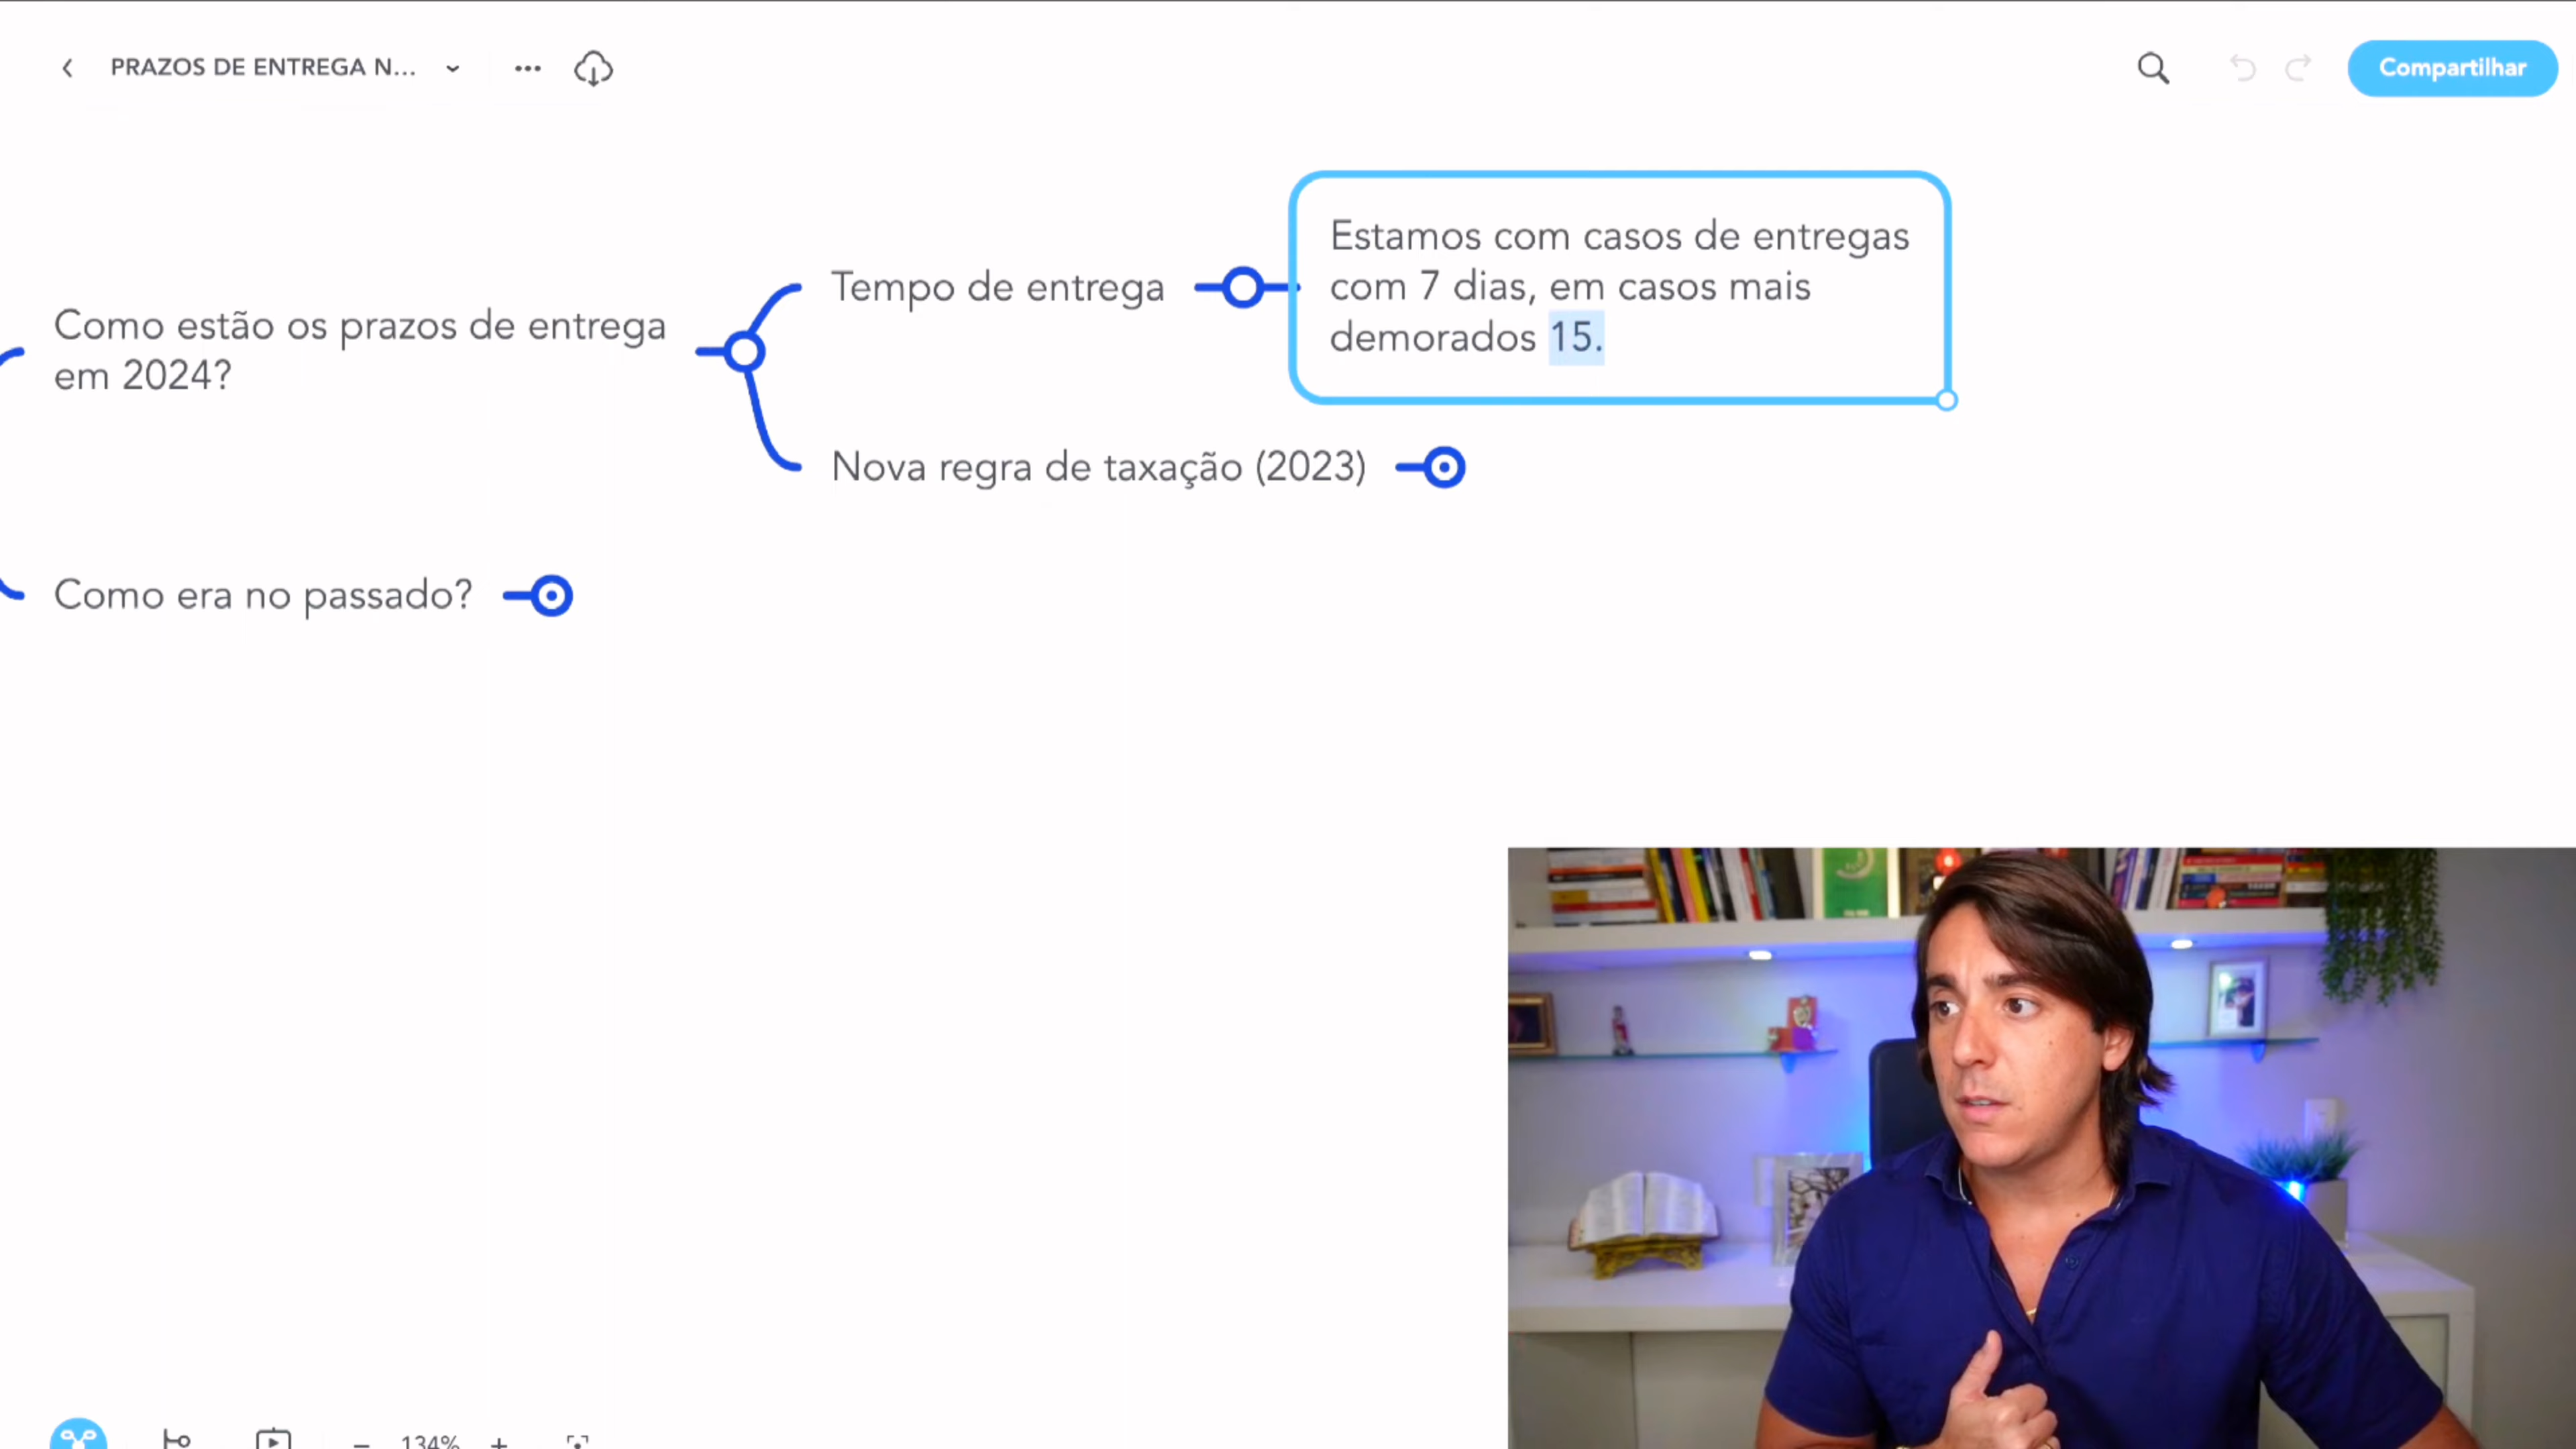 PRAZOS DE ENTREGA N...
Compartilhar
Estamos com casos de entregas
com 7 dias, em casos mais
demorados 15.
Tempo de entrega
Como estão os prazos de entrega
em 2024?
Nova regra de taxação (2023)
Como era no passado?
134%